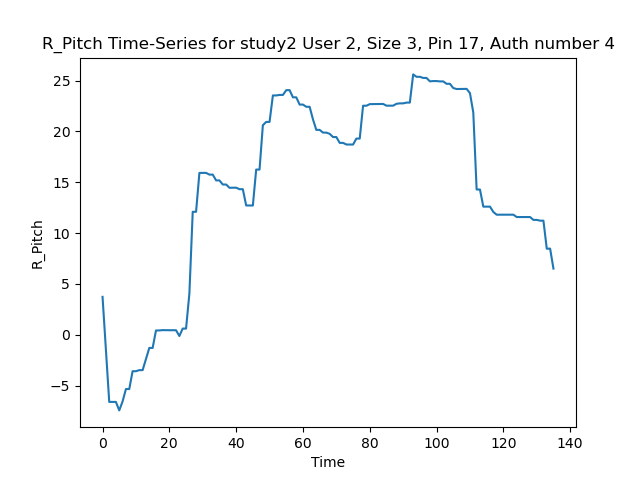 R_Pitch Time-Series for study2 User 2, Size 3, Pin 17, Auth number 4
25
20
15
10
5
0
−5
R_Pitch
0 20 40 60 80 100 120 140
Time